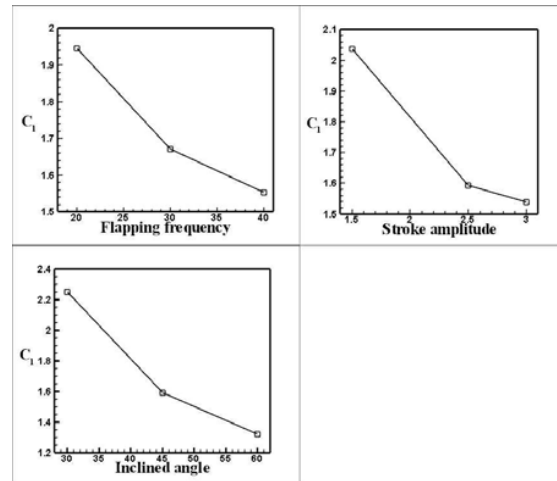 2
1.9
1.8
C1
1.7
1.6
1.5
20 25 30 35 40
Flapping frequency
2.1
2
1.9
1.8
C1
1.7
1.6
1.5
1.5 2 2.5 3
Stroke amplitude
2.4
2.2
2
C1
1.8
1.6
1.4
1.2
30 35 40 45 50 55 60
Inclined angle